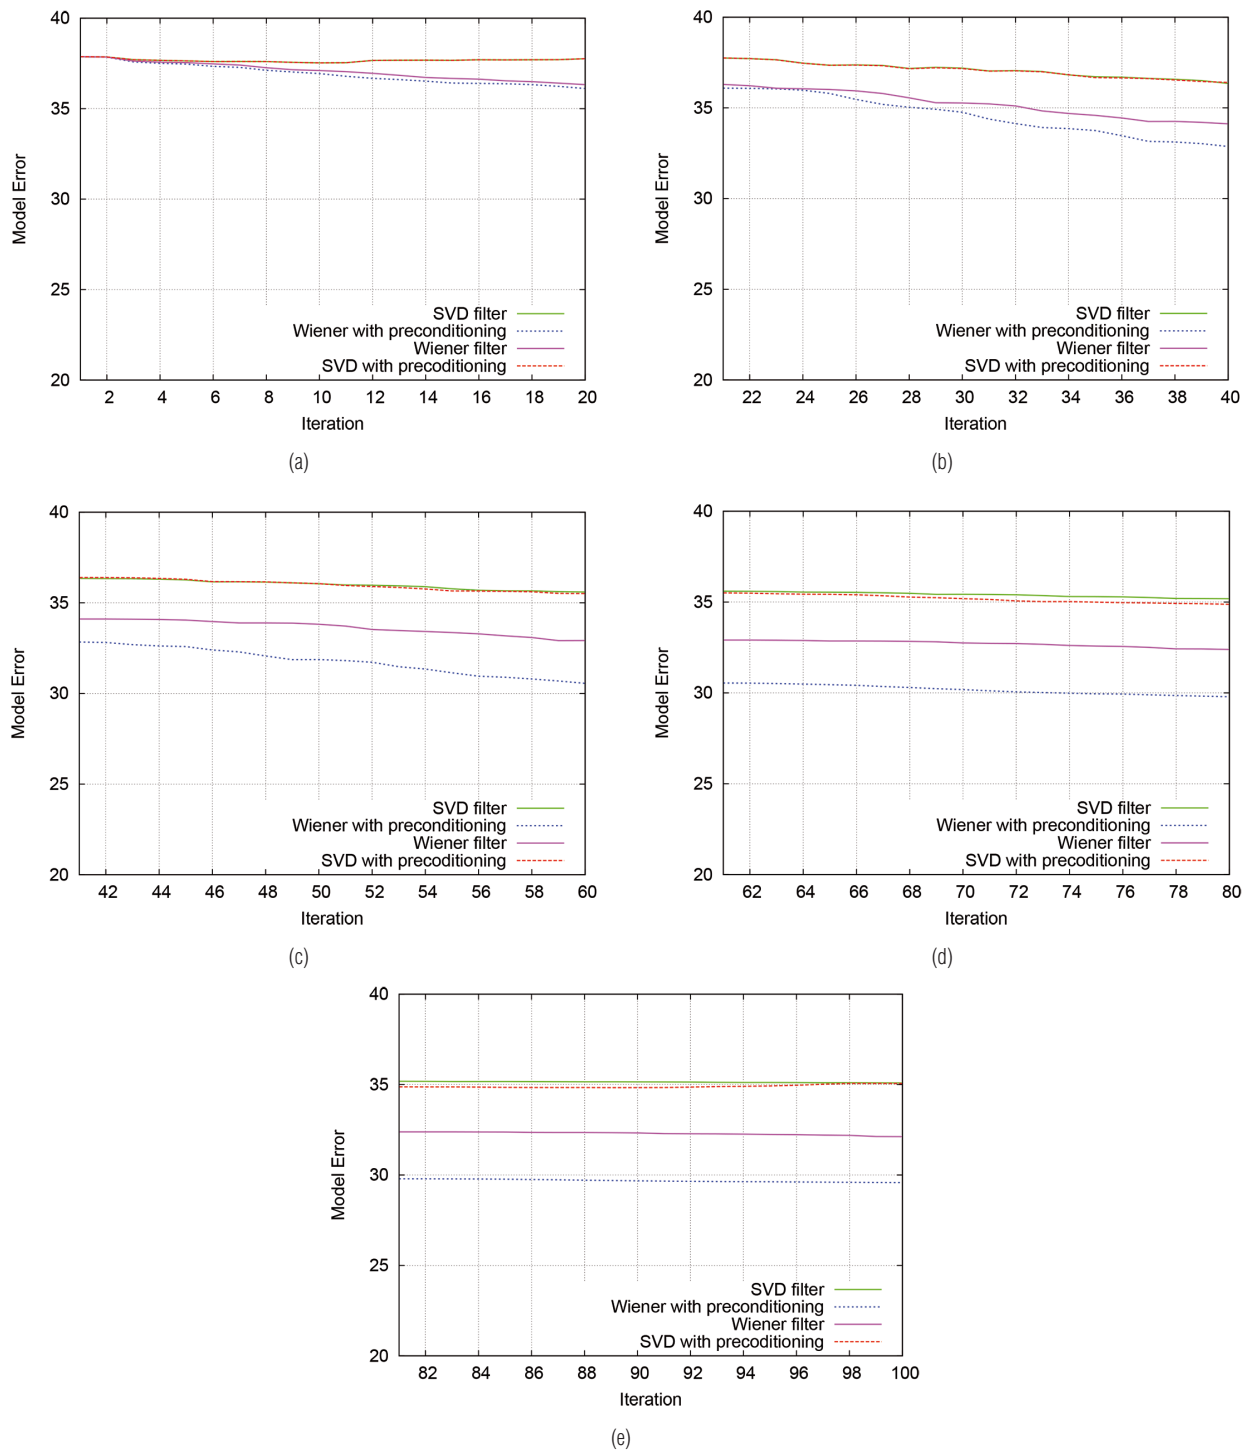 40
35
30
25
20
Model Error
SVD filter
Wiener with preconditioning
Wiener filter
SVD with precoditioning
2 4 6 8 10 12 14 16 18 20
Iteration
(a)
40
35
30
25
20
Model Error
SVD filter
Wiener with preconditioning
Wiener filter
SVD with precoditioning
22 24 26 28 30 32 34 36 38 40
Iteration
(b)
40
35
30
25
20
Model Error
SVD filter
Wiener with preconditioning
Wiener filter
SVD with precoditioning
42 44 46 48 50 52 54 56 58 60
Iteration
(c)
40
35
30
25
20
Model Error
SVD filter
Wiener with preconditioning
Wiener filter
SVD with precoditioning
62 64 66 68 70 72 74 76 78 80
Iteration
(d)
40
35
30
25
20
Model Error
SVD filter
Wiener with preconditioning
Wiener filter
SVD with precoditioning
82 84 86 88 90 92 94 96 98 100
Iteration
(e)